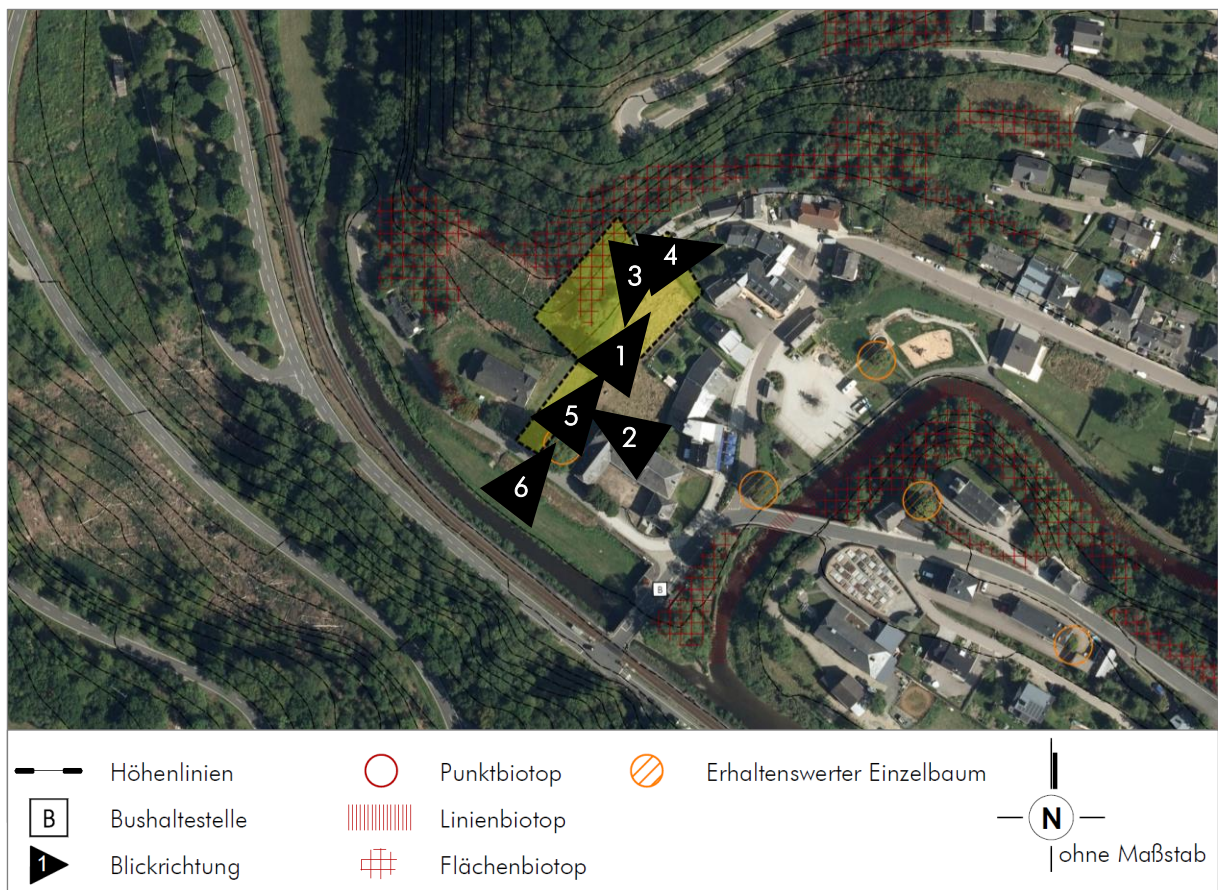 4
3
1
5
2
6
B
Höhenlinien
Punktbiotop
Erhaltenswerter Einzelbaum
B
Bushaltestelle
Linienbiotop
N
1
Blickrichtung
Flächenbiotop
ohne Maßstab